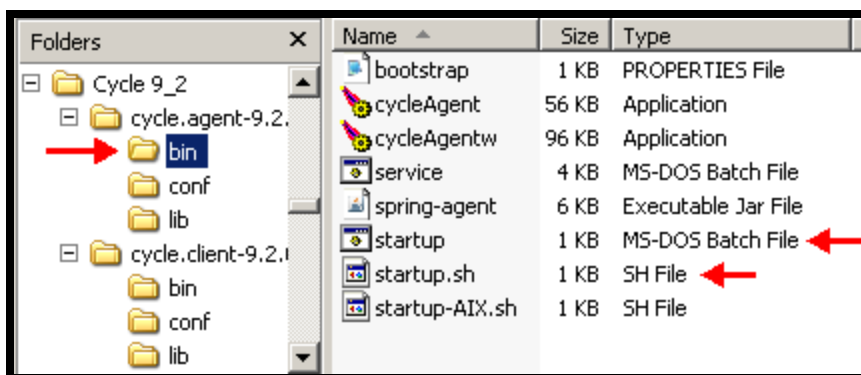 Folders
Cycle 9_2
cycle.agent-9.2.
bin
conf
lib
cycle.client-9.2.
bin
conf
lib
Name Size Type
bootstrap 1 KB PROPERTIES File
cycleAgent 56 KB Application
cycleAgentw 96 KB Application
service 4 KB MS-DOS Batch File
spring-agent 6 KB Executable Jar File
startup 1 KB MS-DOS Batch File
startup.sh 1 KB SH File
startup-AIX.sh 1 KB SH File